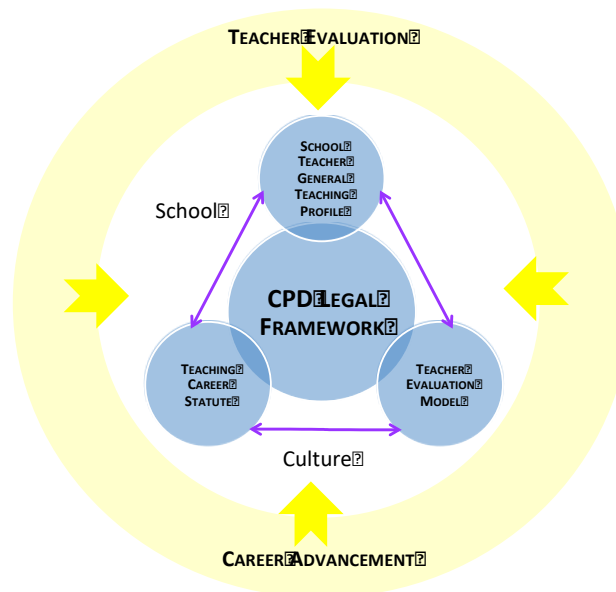 TEACHER EVALUATION
SCHOOL
TEACHER
GENERAL
TEACHING
PROFILE
School
CPD LEGAL
FRAMEWORK
TEACHING
CAREER
STATUTE
TEACHER
EVALUATION
MODEL
Culture
CAREER ADVANCEMENT